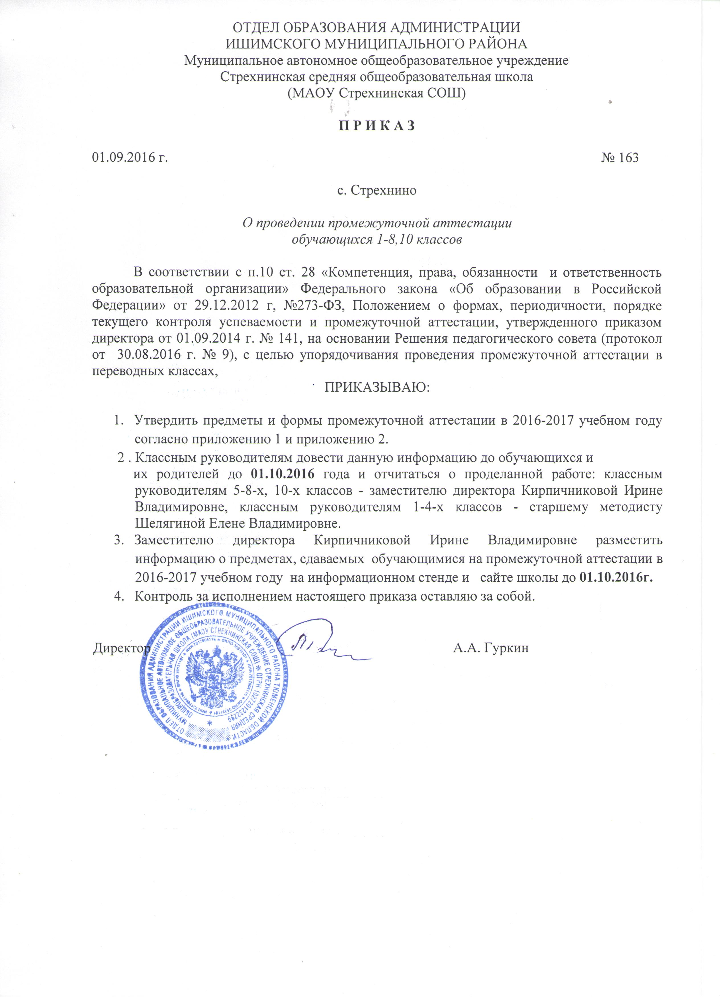 ОТДЕЛ ОБРАЗОВАНИЯ АДМИНИСТРАЦИИ
ИШИМСКОГО МУНИЦИПАЛЬНОГО РАЙОНА
Муниципальное автономное общеобразовательное учреждение
Стрехнинская средняя общеобразовательная школа
(МАОУ Стрехнинская СОШ)
П Р И К А З
01.09.2016 г. № 163
с. Стрехнино
О проведении промежуточной аттестации
обучающихся 1-8,10 классов
В соответствии с п.10 ст. 28 «Компетенция, права, обязанности и ответственность
образовательной организации» Федерального закона «Об образовании в Российской
Федерации» от 29.12.2012 г, №273-ФЗ, Положением о формах, периодичности, порядке
текущего контроля успеваемости и промежуточной аттестации, утвержденного приказом
директора от 01.09.2014 г. № 141, на основании Решения педагогического совета (протокол
от 30.08.2016 г. № 9), с целью упорядочивания проведения промежуточной аттестации в
переводных классах,
ПРИКАЗЫВАЮ:
1. Утвердить предметы и формы промежуточной аттестации в 2016-2017 учебном году
согласно приложению 1 и приложению 2.
2 . Классным руководителям довести данную информацию до обучающихся и
их родителей до 01.10.2016 года и отчитаться о проделанной работе: классным
руководителям 5-8-х, 10-х классов - заместителю директора Кирпичниковой Ирине
Владимировне, классным руководителям 1-4-х классов - старшему методисту
Шелягиной Елене Владимировне.
3. Заместителю директора Кирпичниковой Ирине Владимировне разместить
информацию о предметах, сдаваемых обучающимися на промежуточной аттестации в
2016-2017 учебном году на информационном стенде и сайте школы до 01.10.2016г.
4. Контроль за исполнением настоящего приказа оставляю за собой.
Директор А.А. Гуркин
ОТДЕЛ ОБРАЗОВАНИЯ АДМИНИСТРАЦИИ ИШИМСКОГО МУНИЦИПАЛЬНОГО РАЙОНА ТЮМЕНСКОЙ ОБЛАСТИ
МУНИЦИПАЛЬНОЕ АВТОНОМНОЕ ОБЩЕОБРАЗОВАТЕЛЬНОЕ УЧРЕЖДЕНИЕ СТРЕХНИНСКАЯ СРЕДНЯЯ
ОБЩЕОБРАЗОВАТЕЛЬНАЯ ШКОЛА (МАОУ СТРЕХНИНСКАЯ СОШ) * ОГРН 1027201232299